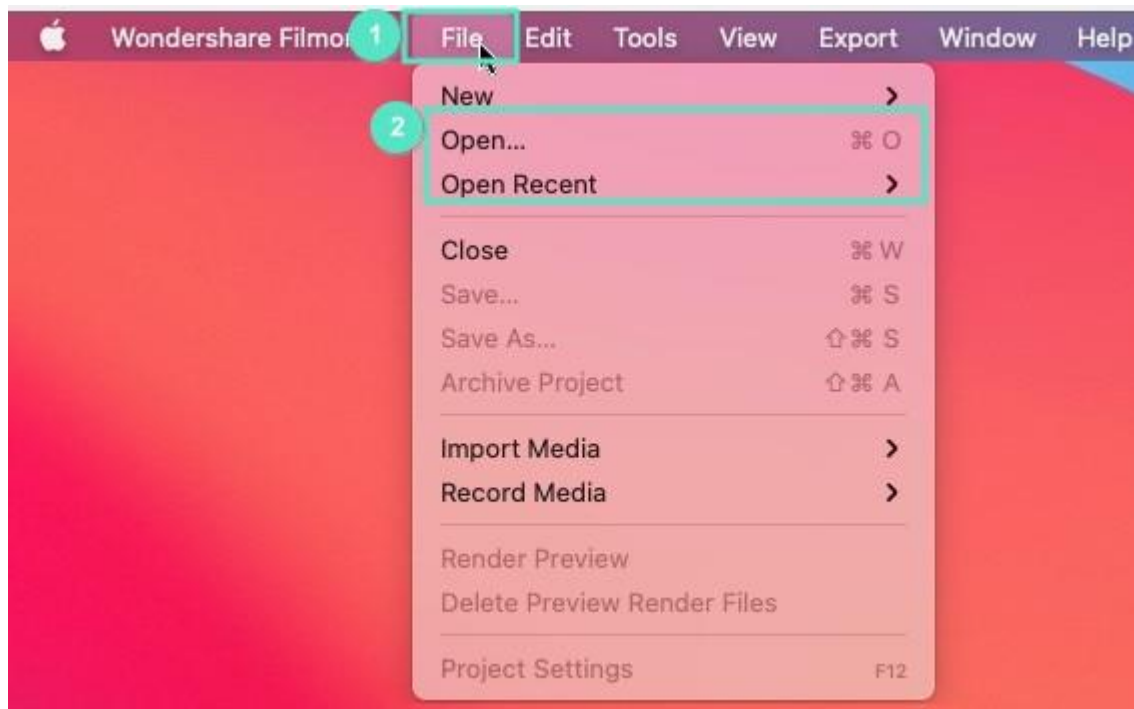 Wondershare Filmor 1 File Edit Tools View Export Window Help
New
2
Open... ⌘ O
Open Recent
Close ⌘ W
Save... ⌘ S
Save As... ⇧⌘ S
Archive Project ⇧⌘ A
Import Media
Record Media
Render Preview
Delete Preview Render Files
Project Settings F12